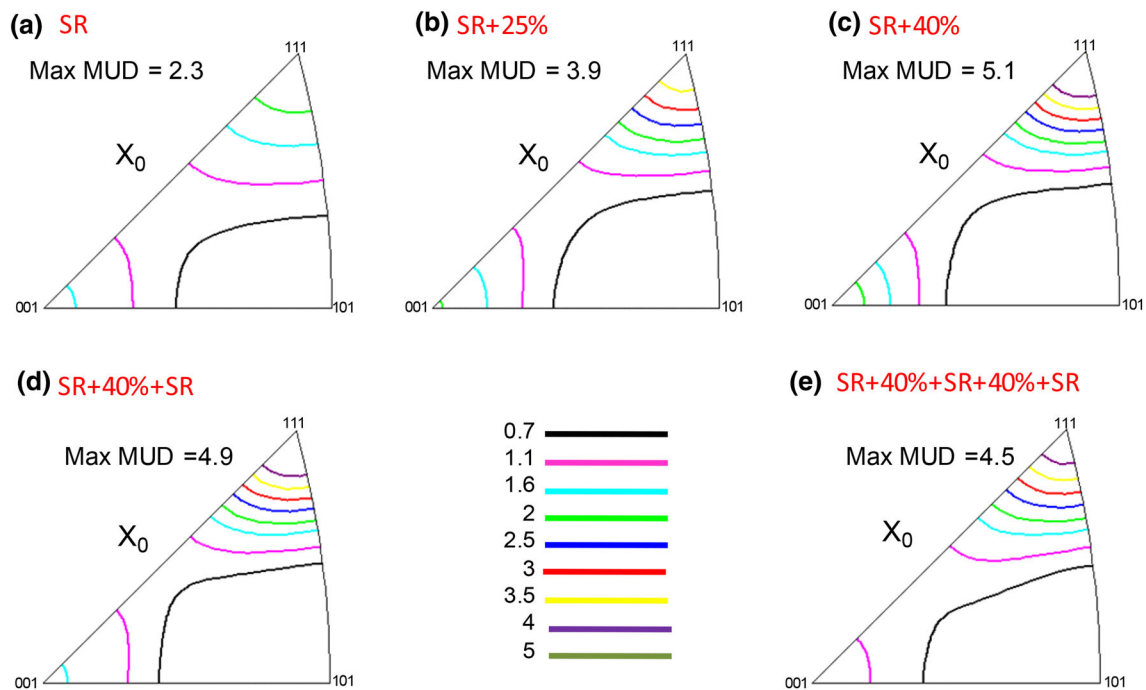 (a) SR
Max MUD = 2.3
111
X0
001
101
(b) SR+25%
Max MUD = 3.9
111
X0
001
101
(c) SR+40%
Max MUD = 5.1
111
X0
001
101
(d) SR+40%+SR
Max MUD =4.9
111
X0
001
101
0.7
1.1
1.6
2
2.5
3
3.5
4
5
(e) SR+40%+SR+40%+SR
Max MUD =4.5
111
X0
001
101